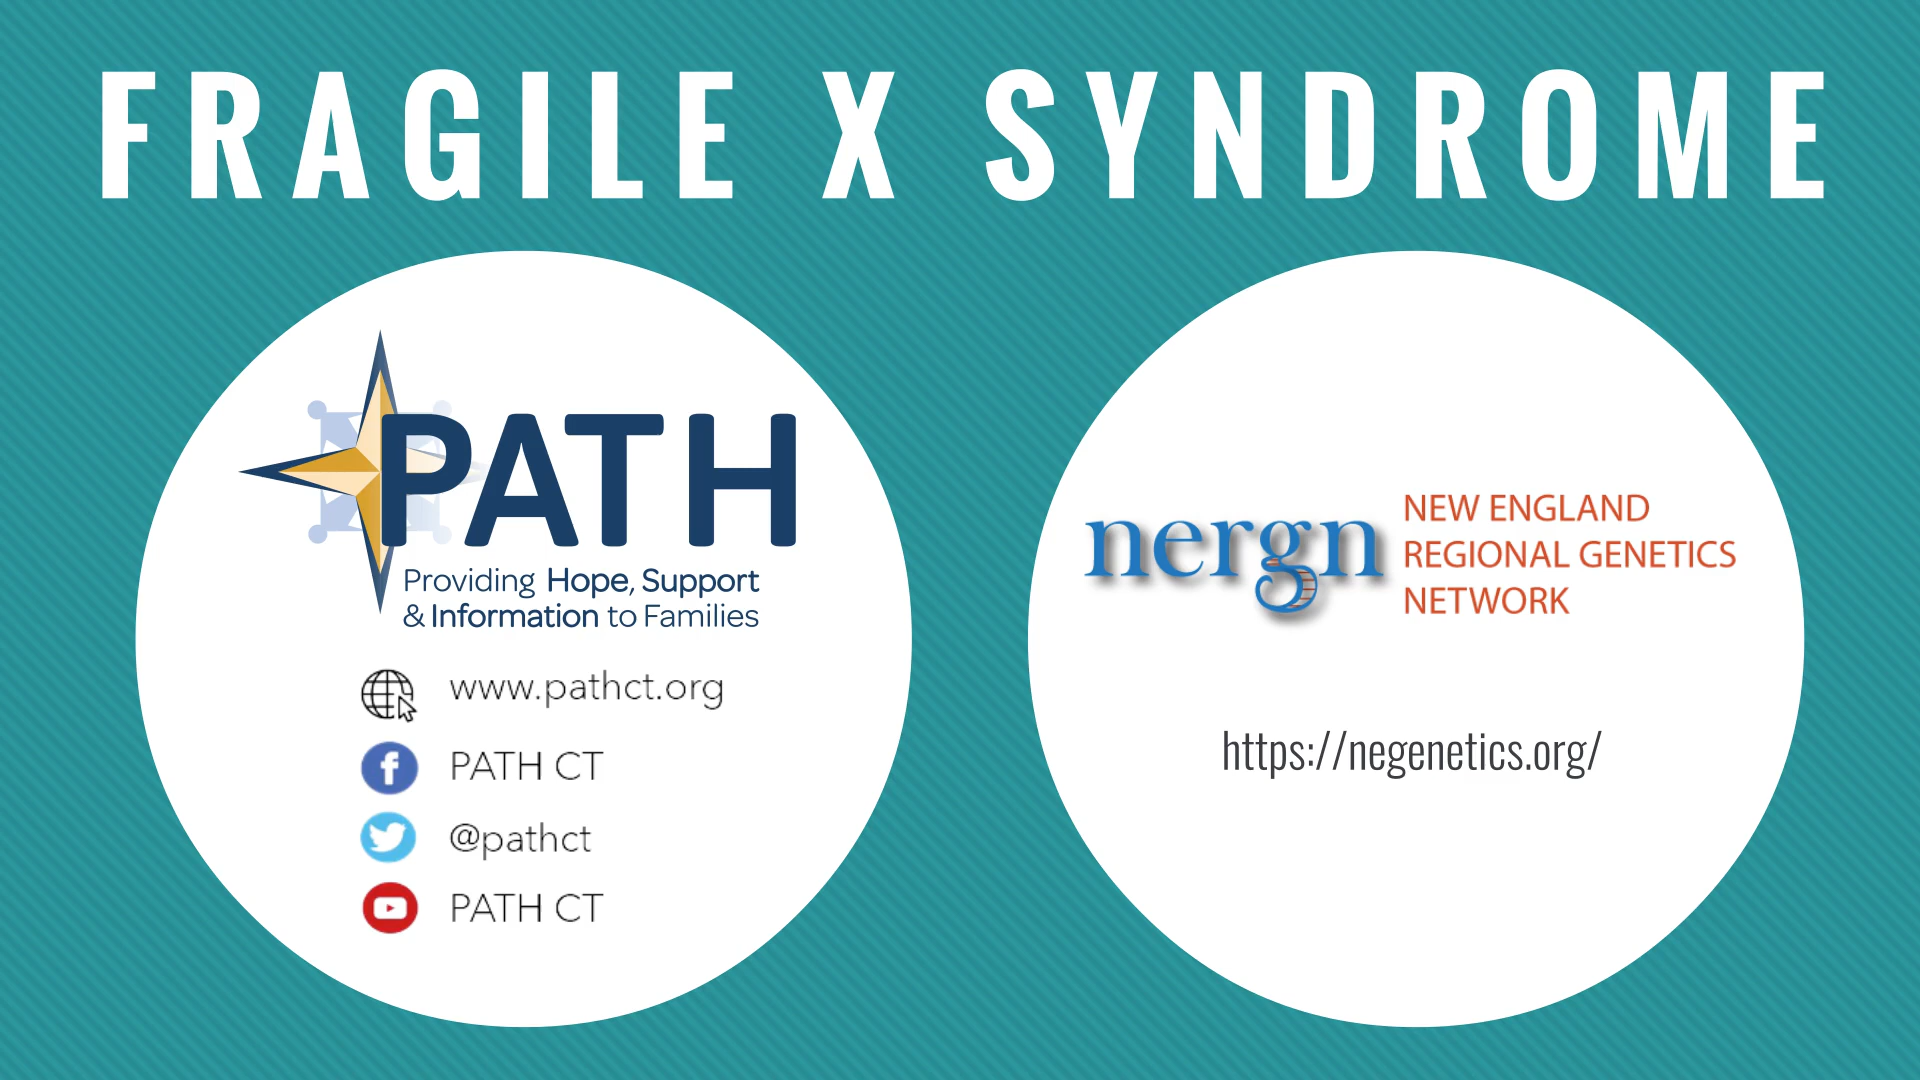 FRAGILE X SYNDROME
PATH
Providing Hope, Support
& Information to Families
www.pathct.org
PATH CT
@pathct
PATH CT
nergn
NEW ENGLAND
REGIONAL GENETICS
NETWORK
https://negenetics.org/